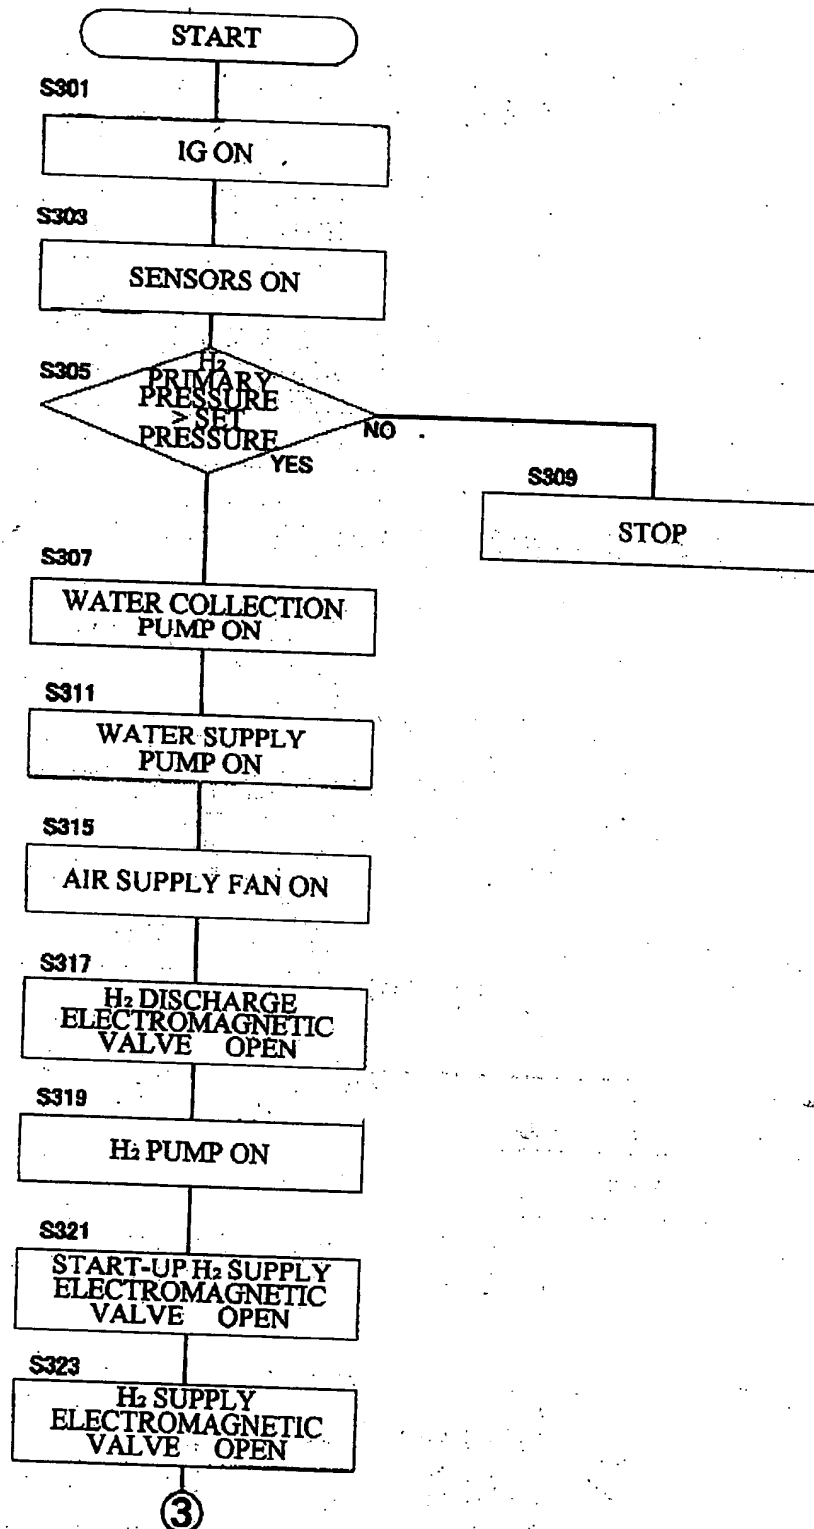 START
S301
IG ON
S303
SENSORS ON
S305
H₂
PRIMARY
PRESSURE
> SET
PRESSURE
NO
YES
S309
STOP
S307
WATER COLLECTION
PUMP ON
S311
WATER SUPPLY
PUMP ON
S315
AIR SUPPLY FAN ON
S317
H₂ DISCHARGE
ELECTROMAGNETIC
VALVE OPEN
S319
H₂ PUMP ON
S321
START-UP H₂ SUPPLY
ELECTROMAGNETIC
VALVE OPEN
S323
H₂ SUPPLY
ELECTROMAGNETIC
VALVE OPEN
③